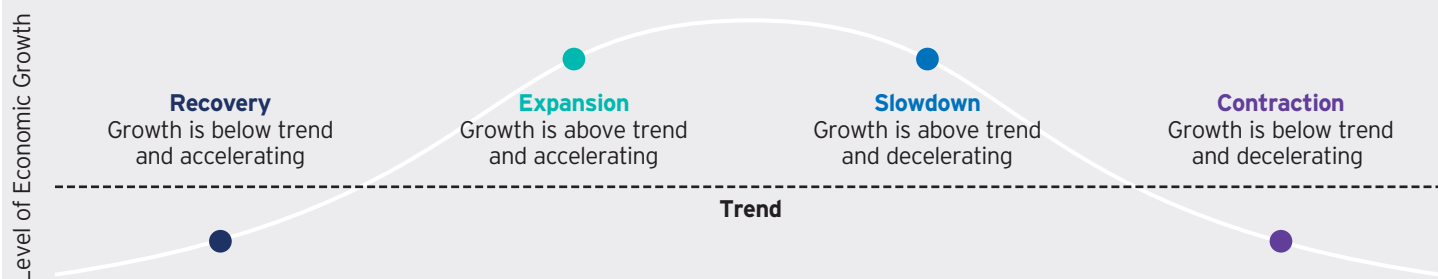 Level of Economic Growth
Recovery
Growth is below trend
and accelerating
Expansion
Growth is above trend
and accelerating
Slowdown
Growth is above trend
and decelerating
Contraction
Growth is below trend
and decelerating
Trend